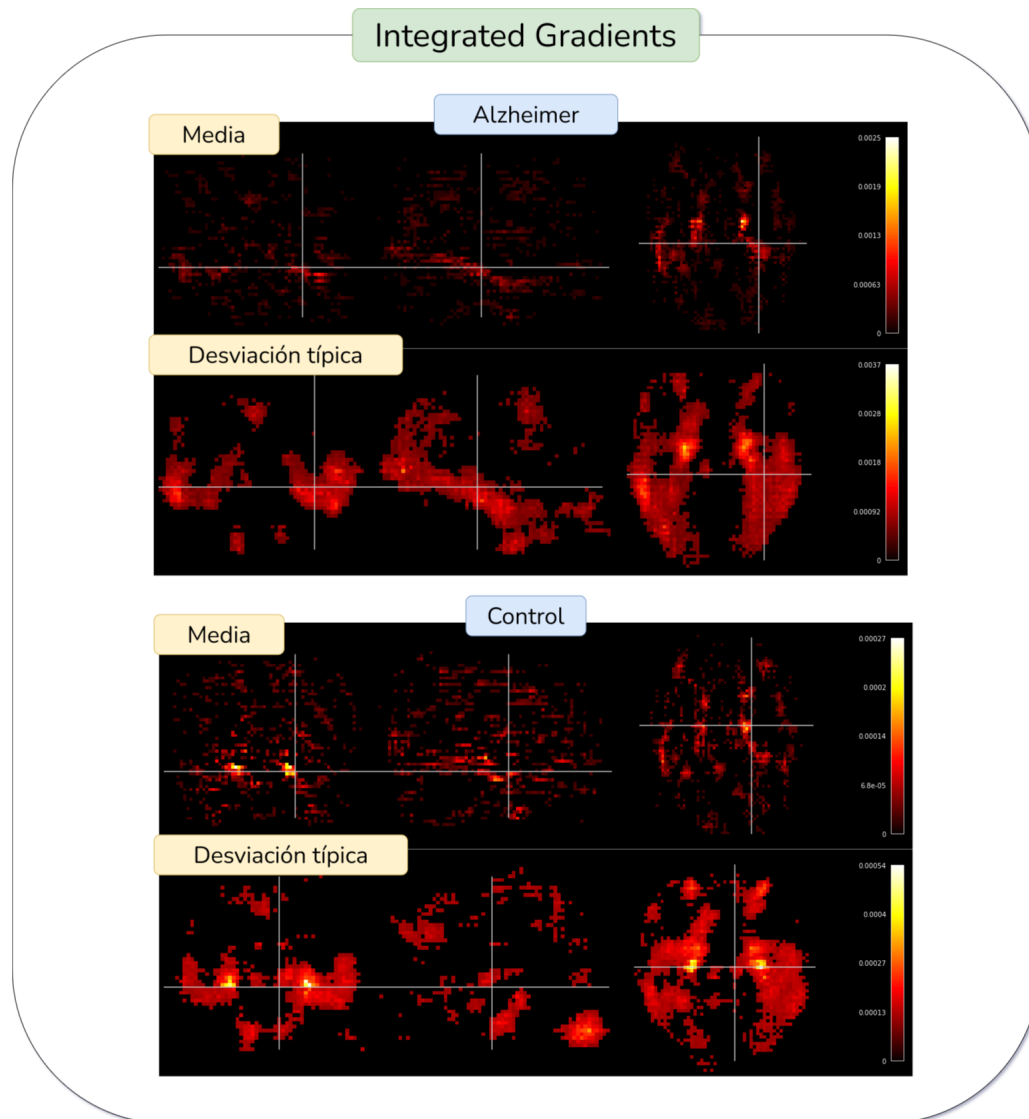 Integrated Gradients
Alzheimer
Media
0.0025
0.0019
0.0013
0.00063
0
Desviación típica
0.0037
0.0028
0.0018
0.00092
0
Control
Media
0.00027
0.0002
0.00014
6.8e-05
0
Desviación típica
0.00054
0.0004
0.00027
0.00013
0